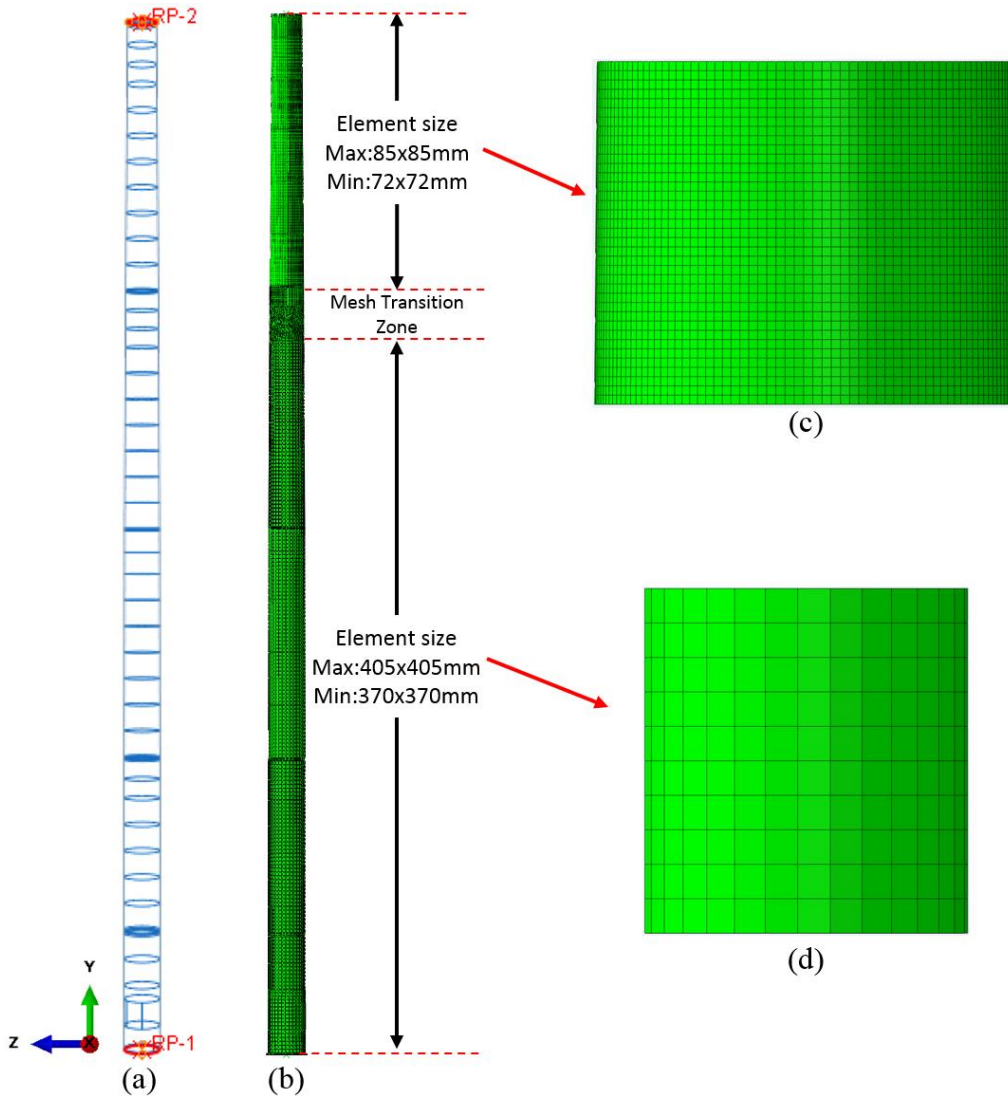 RP-2
Element size
Max:85x85mm
Min:72x72mm
Mesh Transition
Zone
(c)
Element size
Max:405x405mm
Min:370x370mm
(d)
Y
Z
X
RP-1
(a)
(b)